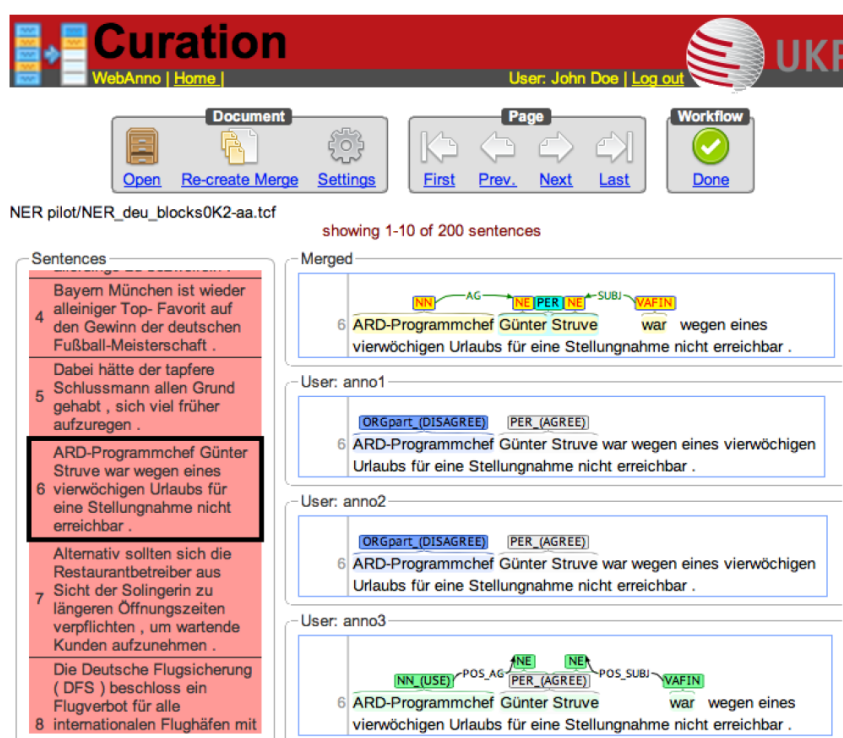 Curation
WebAnno | Home |
User: John Doe | Log out
UKP
Document
Page
Workflow
Open
Re-create Merge
Settings
First
Prev.
Next
Last
Done
NER pilot/NER_deu_blocks0K2-aa.tcf
showing 1-10 of 200 sentences
Sentences
4
Bayern München ist wieder
alleiniger Top- Favorit auf
den Gewinn der deutschen
Fußball-Meisterschaft .
5
Dabei hätte der tapfere
Schlussmann allen Grund
gehabt , sich viel früher
aufzuregen .
6
ARD-Programmchef Günter
Struve war wegen eines
vierwöchigen Urlaubs für
eine Stellungnahme nicht
erreichbar .
7
Alternativ sollten sich die
Restaurantbetreiber aus
Sicht der Solingerin zu
längeren Öffnungszeiten
verpflichten , um wartende
Kunden aufzunehmen .
8
Die Deutsche Flugsicherung
( DFS ) beschloss ein
Flugverbot für alle
internationalen Flughäfen mit
Merged
AG SUBJ
NN NE PER NE VAFIN
6 ARD-Programmchef Günter Struve war wegen eines
vierwöchigen Urlaubs für eine Stellungnahme nicht erreichbar .
User: anno1
ORGpart_(DISAGREE) PER_(AGREE)
6 ARD-Programmchef Günter Struve war wegen eines vierwöchigen
Urlaubs für eine Stellungnahme nicht erreichbar .
User: anno2
ORGpart_(DISAGREE) PER_(AGREE)
6 ARD-Programmchef Günter Struve war wegen eines vierwöchigen
Urlaubs für eine Stellungnahme nicht erreichbar .
User: anno3
NE NE
POS_AG POS_SUBJ
NN_(USE) PER_(AGREE) VAFIN
6 ARD-Programmchef Günter Struve war wegen eines
vierwöchigen Urlaubs für eine Stellungnahme nicht erreichbar .